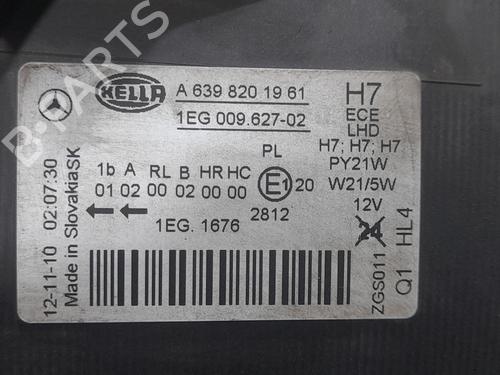 HELLA
A 639 820 19 61
1EG 009.627-02
H7
ECE
LHD
H7; H7; H7
PY21W
W21/5W
12V
24
PL
1b A RL B HR HC
01 02 00 02 00 00
E1 20
2812
1EG. 1676
12-11-10 02:07:30
Made in SlovakiaSK
ZGS011
Q1 HL4
B-PARTS